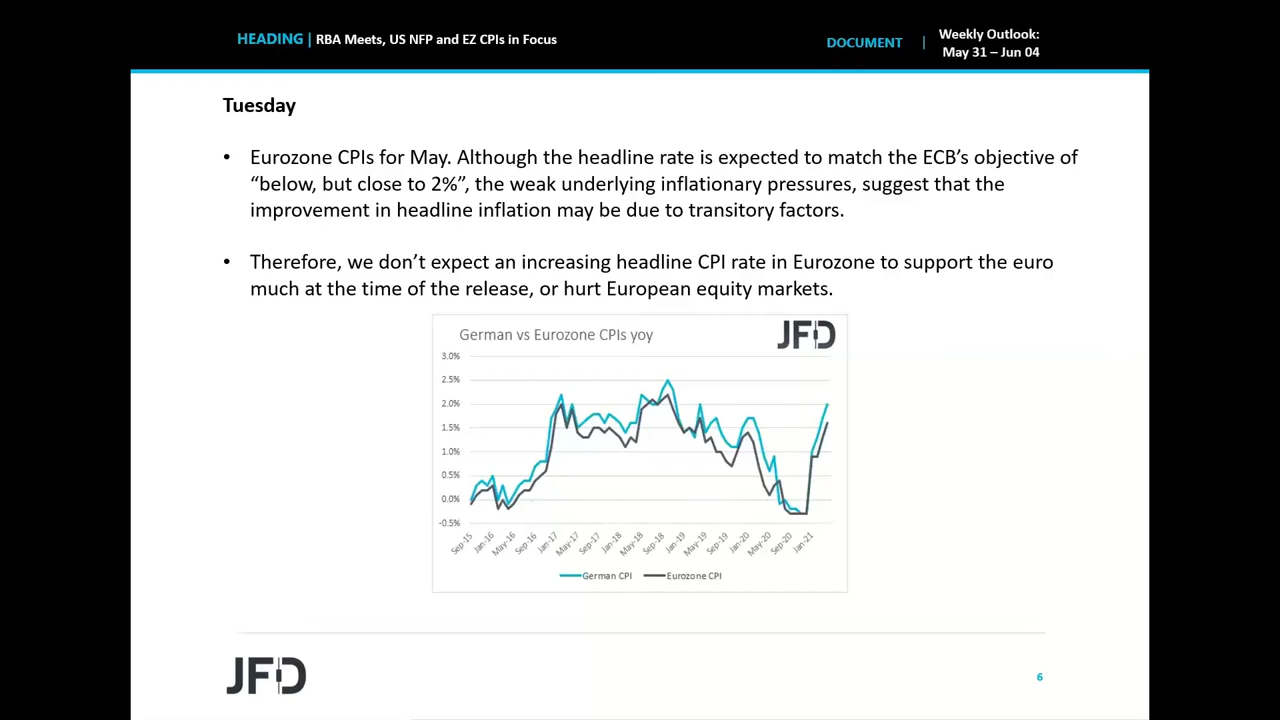 HEADING | RBA Meets, US NFP and EZ CPIs in Focus
DOCUMENT | Weekly Outlook:
May 31 – Jun 04
Tuesday
• Eurozone CPIs for May. Although the headline rate is expected to match the ECB’s objective of
“below, but close to 2%”, the weak underlying inflationary pressures, suggest that the
improvement in headline inflation may be due to transitory factors.
• Therefore, we don’t expect an increasing headline CPI rate in Eurozone to support the euro
much at the time of the release, or hurt European equity markets.
German vs Eurozone CPIs yoy
JFD
3.0%
2.5%
2.0%
1.5%
1.0%
0.5%
0.0%
-0.5%
Sep-15 Jan-16 May-16 Sep-16 Jan-17 May-17 Sep-17 Jan-18 May-18 Sep-18 Jan-19 May-19 Sep-19 Jan-20 May-20 Sep-20 Jan-21
German CPI Eurozone CPI
JFD
6